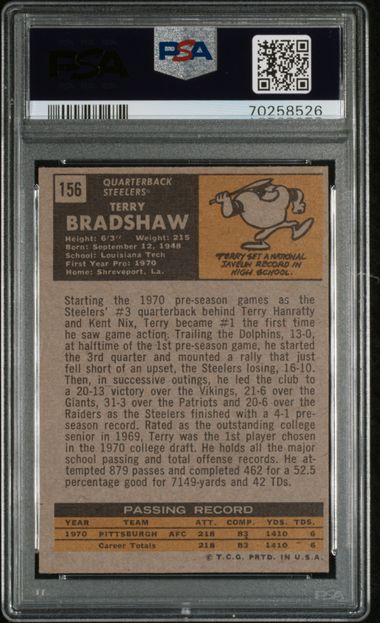 PSA
PSA
70258526
156
QUARTERBACK
STEELERS
TERRY
BRADSHAW
Height: 6'3" Weight: 215
Born: September 12, 1948
School: Louisiana Tech
First Year Pro: 1970
Home: Shreveport, La.
TERRY SET A NATIONAL
JAVELIN RECORD IN
HIGH SCHOOL.
Starting the 1970 pre-season games as the
Steelers' #3 quarterback behind Terry Hanratty
and Kent Nix, Terry became #1 the first time
he saw game action. Trailing the Dolphins, 13-0,
at halftime of the 1st pre-season game, he started
the 3rd quarter and mounted a rally that just
fell short of an upset, the Steelers losing, 16-10.
Then, in successive outings, he led the club
to a 20-13 victory over the Vikings, 21-6 over the
Giants, 31-3 over the Patriots and 20-6 over the
Raiders as the Steelers finished with a 4-1 pre-
season record. Rated as the outstanding college
senior in 1969, Terry was the 1st player chosen
in the 1970 college draft. He holds all the major
school passing and total offense records. He at-
tempted 879 passes and completed 462 for a 52.5
percentage good for 7149-yards and 42 TDs.
PASSING RECORD
YEAR TEAM ATT. COMP. YDS. TDS.
1970 PITTSBURGH AFC 218 83 1410 6
Career Totals 218 83 1410 6
© T.C.G. PRTD. IN U.S.A.
PSA